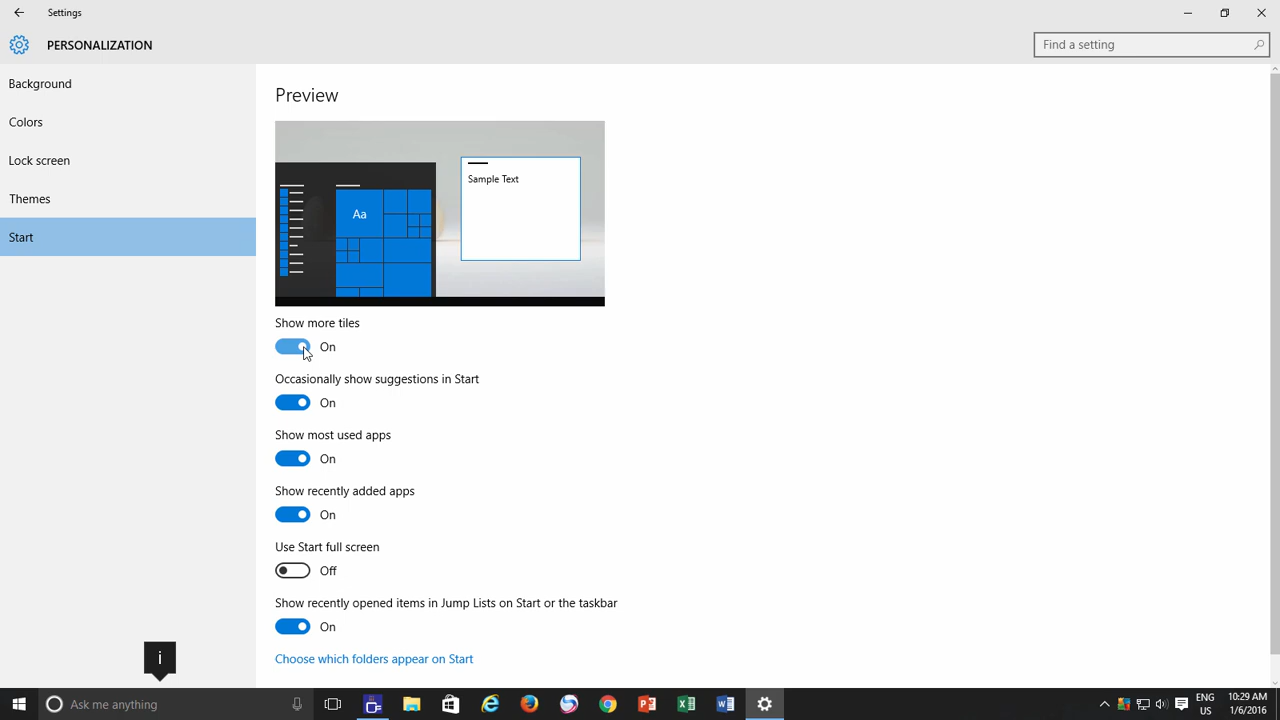 Settings
PERSONALIZATION
Find a setting
Background
Colors
Lock screen
Themes
Start
Preview
Aa
Sample Text
Show more tiles
On
Occasionally show suggestions in Start
On
Show most used apps
On
Show recently added apps
On
Use Start full screen
Off
Show recently opened items in Jump Lists on Start or the taskbar
On
Choose which folders appear on Start
i
Ask me anything
ENG
US
10:29 AM
1/6/2016